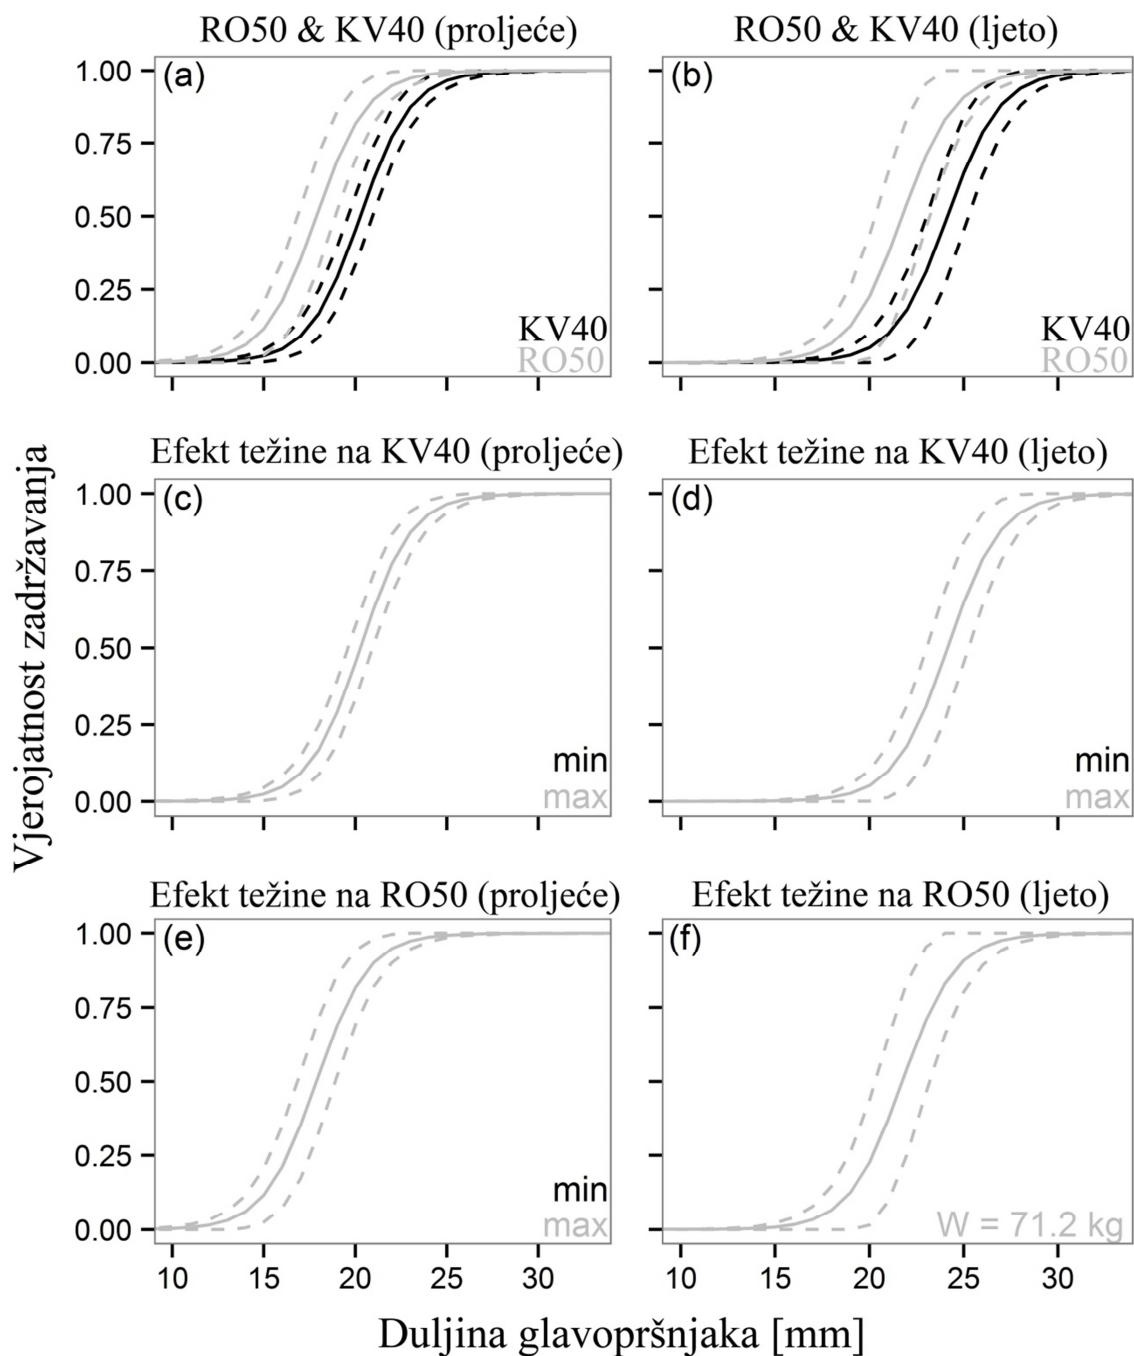 RO50 & KV40 (proljeće)
RO50 & KV40 (ljeto)
(a)
1.00
0.75
0.50
0.25
0.00
KV40
RO50
(b)
KV40
RO50
Vjerojatnost zadržavanja
Efekt težine na KV40 (proljeće)
Efekt težine na KV40 (ljeto)
(c)
1.00
0.75
0.50
0.25
0.00
min
max
(d)
min
max
Efekt težine na RO50 (proljeće)
Efekt težine na RO50 (ljeto)
(e)
1.00
0.75
0.50
0.25
0.00
min
max
10 15 20 25 30
(f)
W = 71.2 kg
10 15 20 25 30
Duljina glavopršnjaka [mm]